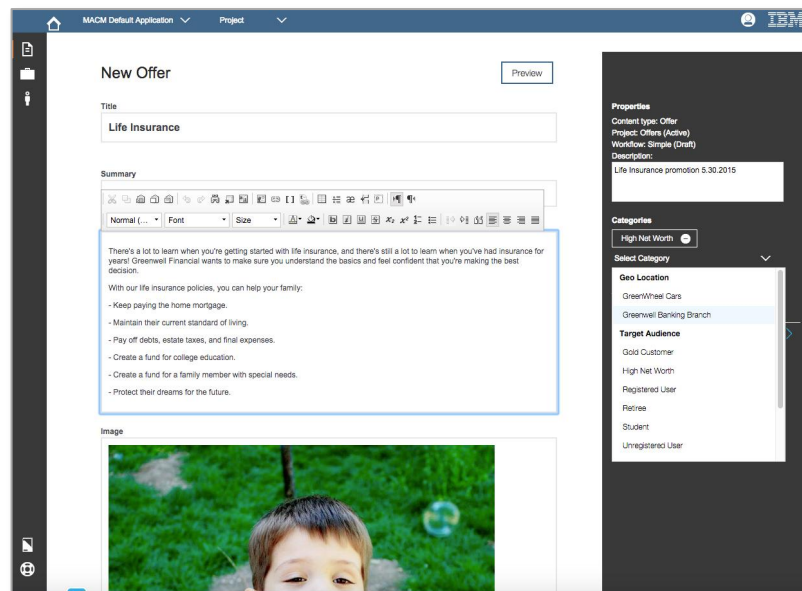 MACM Default Application
Project
IBM
New Offer
Preview
Title
Life Insurance
Summary
Normal (...
Font
Size
There's a lot to learn when you're getting started with life insurance, and there's still a lot to learn when you've had insurance for
years! Greenwell Financial wants to make sure you understand the basics and feel confident that you're making the best
decision.
With our life insurance policies, you can help your family:
- Keep paying the home mortgage.
- Maintain their current standard of living.
- Pay off debts, estate taxes, and final expenses.
- Create a fund for college education.
- Create a fund for a family member with special needs.
- Protect their dreams for the future.
Image
Properties
Content type: Offer
Project: Offers (Active)
Workflow: Simple (Draft)
Description:
Life Insurance promotion 5.30.2015
Categories
High Net Worth
Select Category
Geo Location
GreenWheel Cars
Greenwell Banking Branch
Target Audience
Gold Customer
High Net Worth
Registered User
Retiree
Student
Unregistered User